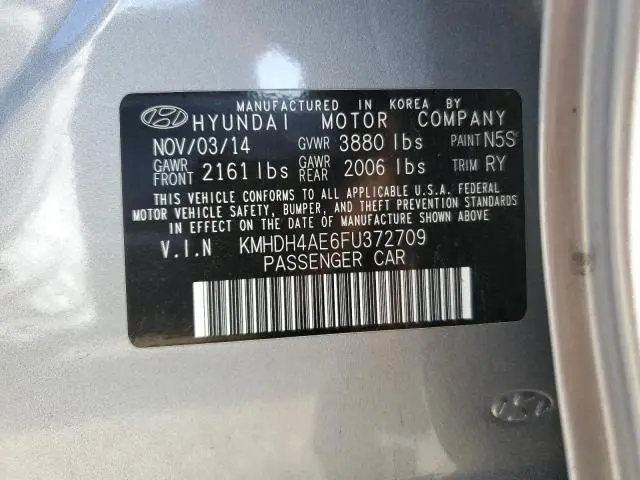 MANUFACTURED IN KOREA BY
HYUNDAI MOTOR COMPANY
NOV/03/14 GVWR 3880 lbs PAINT N5S
GAWR FRONT 2161 lbs GAWR REAR 2006 lbs TRIM RY
THIS VEHICLE CONFORMS TO ALL APPLICABLE U.S.A. FEDERAL
MOTOR VEHICLE SAFETY, BUMPER, AND THEFT PREVENTION STANDARDS
IN EFFECT ON THE DATE OF MANUFACTURE SHOWN ABOVE.
V.I.N KMHDH4AE6FU372709
PASSENGER CAR